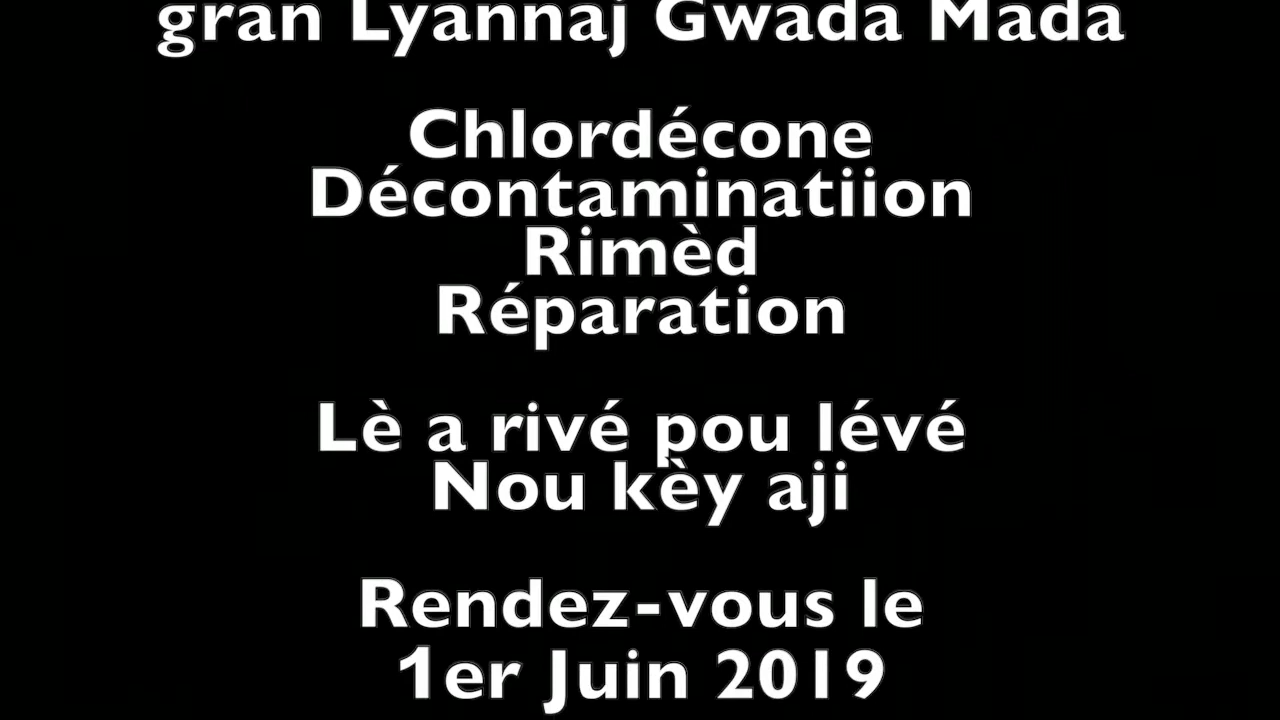 gran Lyannaj Gwada Mada
Chlordécone
Décontaminatiion
Rimèd
Réparation
Lè a rivé pou lévé
Nou kèy aji
Rendez-vous le
1er Juin 2019